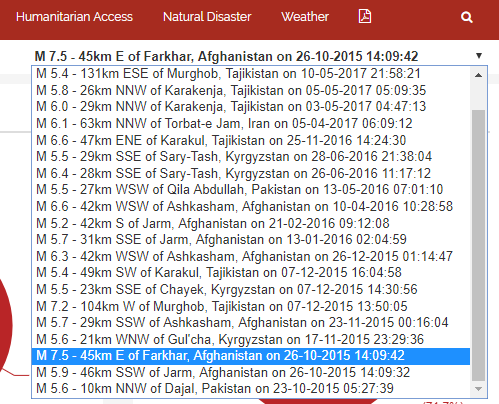 Humanitarian Access Natural Disaster Weather
M 7.5 - 45km E of Farkhar, Afghanistan on 26-10-2015 14:09:42
M 5.4 - 131km ESE of Murghob, Tajikistan on 10-05-2017 21:58:21
M 5.8 - 26km NNW of Karakenja, Tajikistan on 05-05-2017 05:09:35
M 6.0 - 29km NNW of Karakenja, Tajikistan on 03-05-2017 04:47:13
M 6.1 - 63km NNW of Torbat-e Jam, Iran on 05-04-2017 06:09:12
M 6.6 - 47km ENE of Karakul, Tajikistan on 25-11-2016 14:24:30
M 5.5 - 29km SSE of Sary-Tash, Kyrgyzstan on 28-06-2016 21:38:04
M 6.4 - 28km SSE of Sary-Tash, Kyrgyzstan on 26-06-2016 11:17:12
M 5.5 - 27km WSW of Qila Abdullah, Pakistan on 13-05-2016 07:01:10
M 6.6 - 42km WSW of Ashkasham, Afghanistan on 10-04-2016 10:28:58
M 5.2 - 42km S of Jarm, Afghanistan on 21-02-2016 09:12:08
M 5.7 - 31km SSE of Jarm, Afghanistan on 13-01-2016 02:04:59
M 6.3 - 42km WSW of Ashkasham, Afghanistan on 26-12-2015 01:14:47
M 5.4 - 49km SW of Karakul, Tajikistan on 07-12-2015 16:04:58
M 5.5 - 23km SSE of Chayek, Kyrgyzstan on 07-12-2015 14:30:56
M 7.2 - 104km W of Murghob, Tajikistan on 07-12-2015 13:50:05
M 5.7 - 29km SSW of Ashkasham, Afghanistan on 23-11-2015 00:16:04
M 5.6 - 21km WNW of Gul'cha, Kyrgyzstan on 17-11-2015 23:29:36
M 7.5 - 45km E of Farkhar, Afghanistan on 26-10-2015 14:09:42
M 5.9 - 46km SSW of Jarm, Afghanistan on 26-10-2015 14:09:32
M 5.6 - 10km NNW of Dajal, Pakistan on 23-10-2015 05:27:39